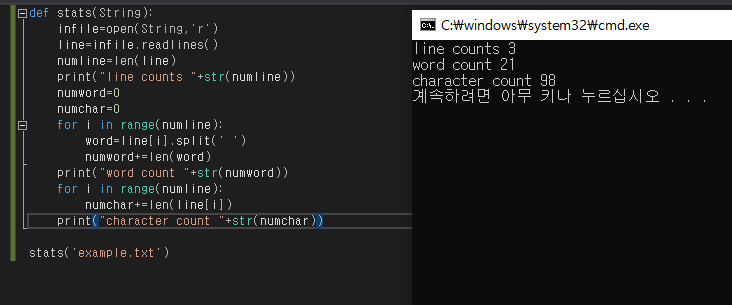 def stats(String):
infile=open(String,'r')
line=infile.readlines()
numline=len(line)
print("line counts "+str(numline))
numword=0
numchar=0
for i in range(numline):
word=line[i].split(' ')
numword+=len(word)
print("word count "+str(numword))
for i in range(numline):
numchar+=len(line[i])
print("character count "+str(numchar))
stats('example.txt')
C:\windows\system32\cmd.exe
line counts 3
word count 21
character count 98
계속하려면 아무 키나 누르십시오 . . .